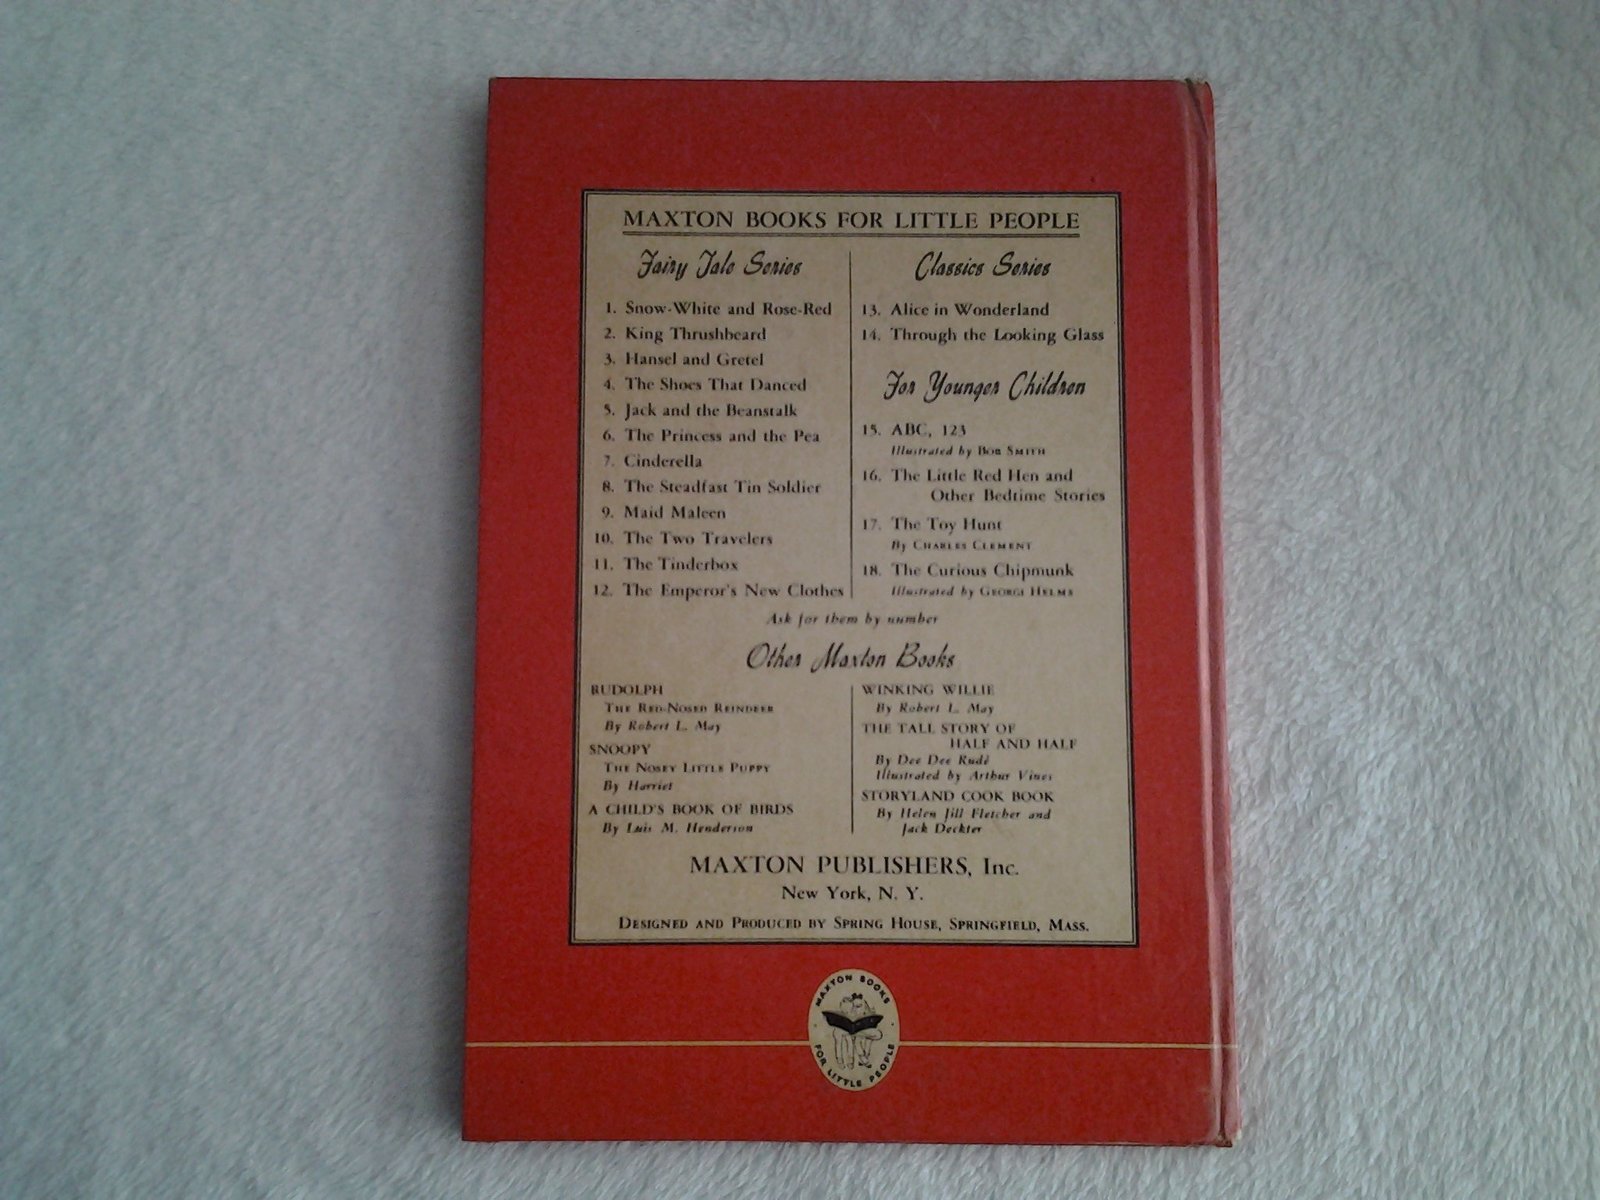 MAXTON BOOKS FOR LITTLE PEOPLE
Fairy Tale Series
1. Snow-White and Rose-Red
2. King Thrushbeard
3. Hansel and Gretel
4. The Shoes That Danced
5. Jack and the Beanstalk
6. The Princess and the Pea
7. Cinderella
8. The Steadfast Tin Soldier
9. Maid Maleen
10. The Two Travelers
11. The Tinderbox
12. The Emperor's New Clothes
Classics Series
13. Alice in Wonderland
14. Through the Looking Glass
For Younger Children
15. ABC, 123
Illustrated by BOB SMITH
16. The Little Red Hen and
Other Bedtime Stories
17. The Toy Hunt
By CHARLES CLEMENT
18. The Curious Chipmunk
Illustrated by GEORGE HELMS
Ask for them by number
Other Maxton Books
RUDOLPH
THE RED-NOSED REINDEER
By Robert L. May
SNOOPY
THE NOSEY LITTLE PUPPY
By Harriet
A CHILD'S BOOK OF BIRDS
By Luis M. Henderson
WINKING WILLIE
By Robert L. May
THE TALL STORY OF
HALF AND HALF
By Dee Dee Rudé
Illustrated by Arthur Vines
STORYLAND COOK BOOK
By Helen Jill Fletcher and
Jack Deckter
MAXTON PUBLISHERS, Inc.
New York, N. Y.
DESIGNED AND PRODUCED BY SPRING HOUSE, SPRINGFIELD, MASS.
MAXTON BOOKS
FOR LITTLE PEOPLE